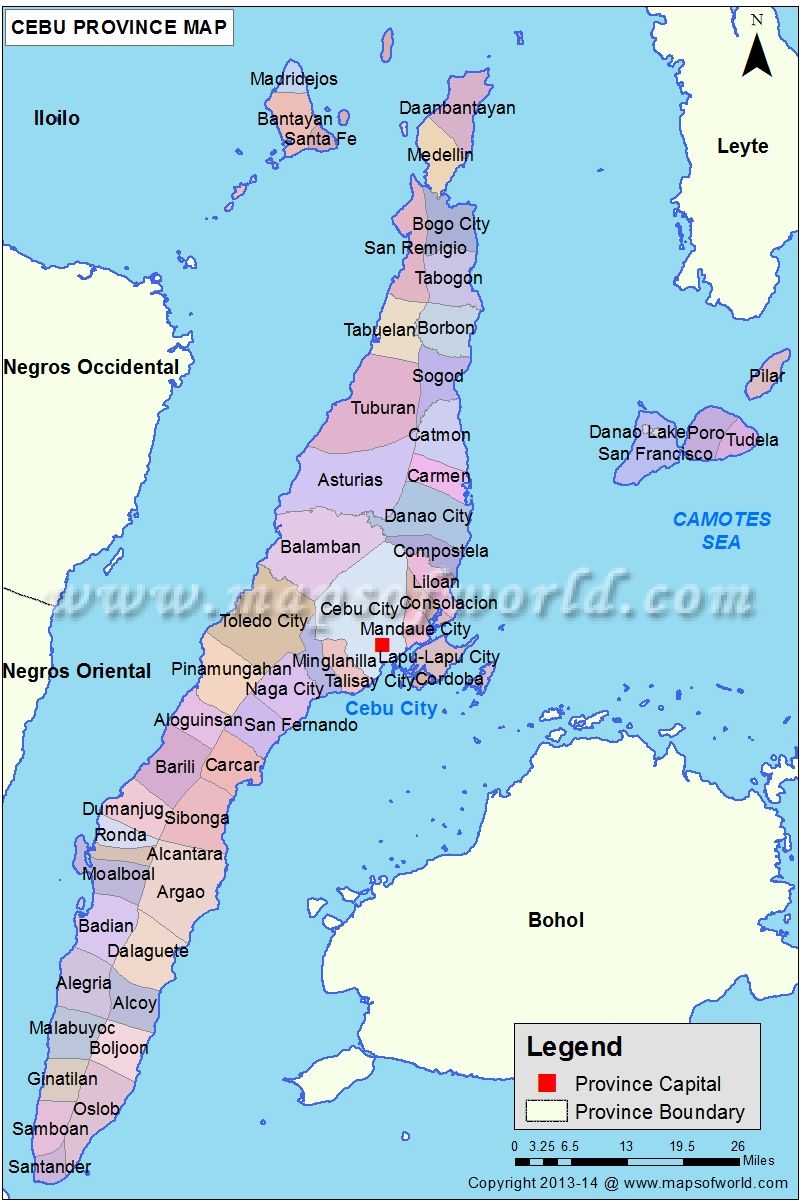 CEBU PROVINCE MAP
N
Madridejos
Iloilo
Bantayan
Santa Fe
Daanbantayan
Medellin
Leyte
Bogo City
San Remigio
Tabogon
Tabuelan
Borbon
Negros Occidental
Sogod
Pilar
Tuburan
Catmon
Danao Lake
Poro
Tudela
San Francisco
Carmen
Asturias
Danao City
CAMOTES
SEA
Balamban
Compostela
www.mapsofworld.com
Liloan
Cebu City
Consolacion
Toledo City
Mandaue City
Negros Oriental
Pinamungahan
Minglanilla
Lapu-Lapu City
Naga City
Talisay City
Cordoba
Cebu City
Aloguinsan
San Fernando
Barili
Carcar
Dumanjug
Sibonga
Ronda
Alcantara
Moalboal
Argao
Badian
Bohol
Dalaguete
Alegria
Alcoy
Malabuyoc
Boljoon
Ginatilan
Oslob
Samboan
Santander
Legend
Province Capital
Province Boundary
0 3.25 6.5 13 19.5 26
Miles
Copyright 2013-14 @ www.mapsofworld.com